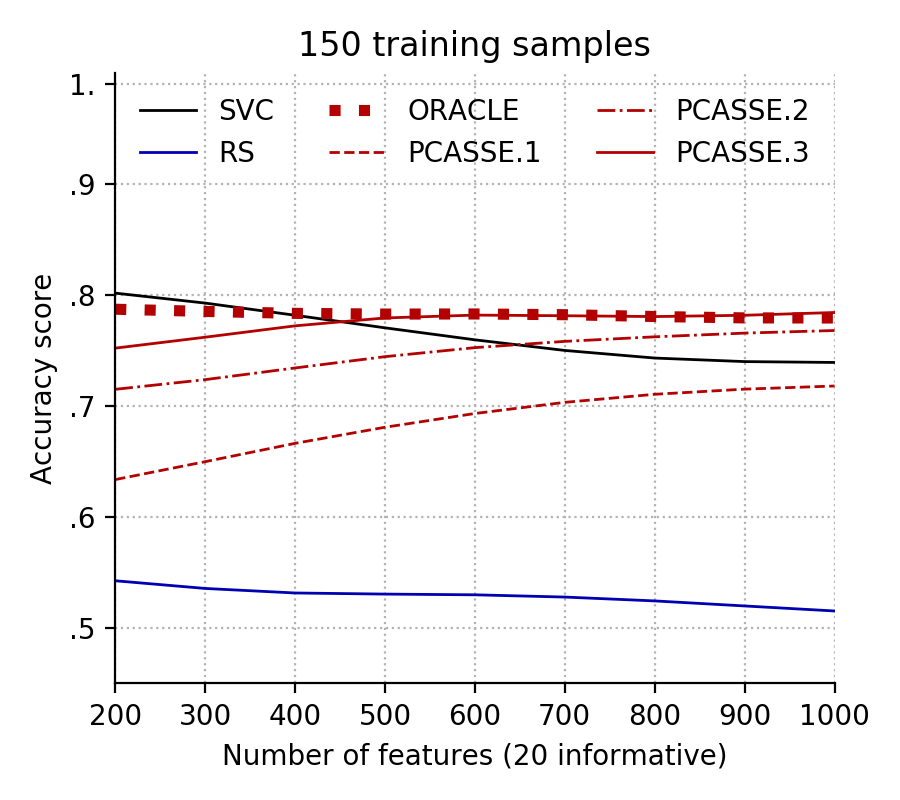 150 training samples
1.
.9
.8
.7
.6
.5
Accuracy score
SVC
RS
ORACLE
PCASSE.1
PCASSE.2
PCASSE.3
200 300 400 500 600 700 800 900 1000
Number of features (20 informative)